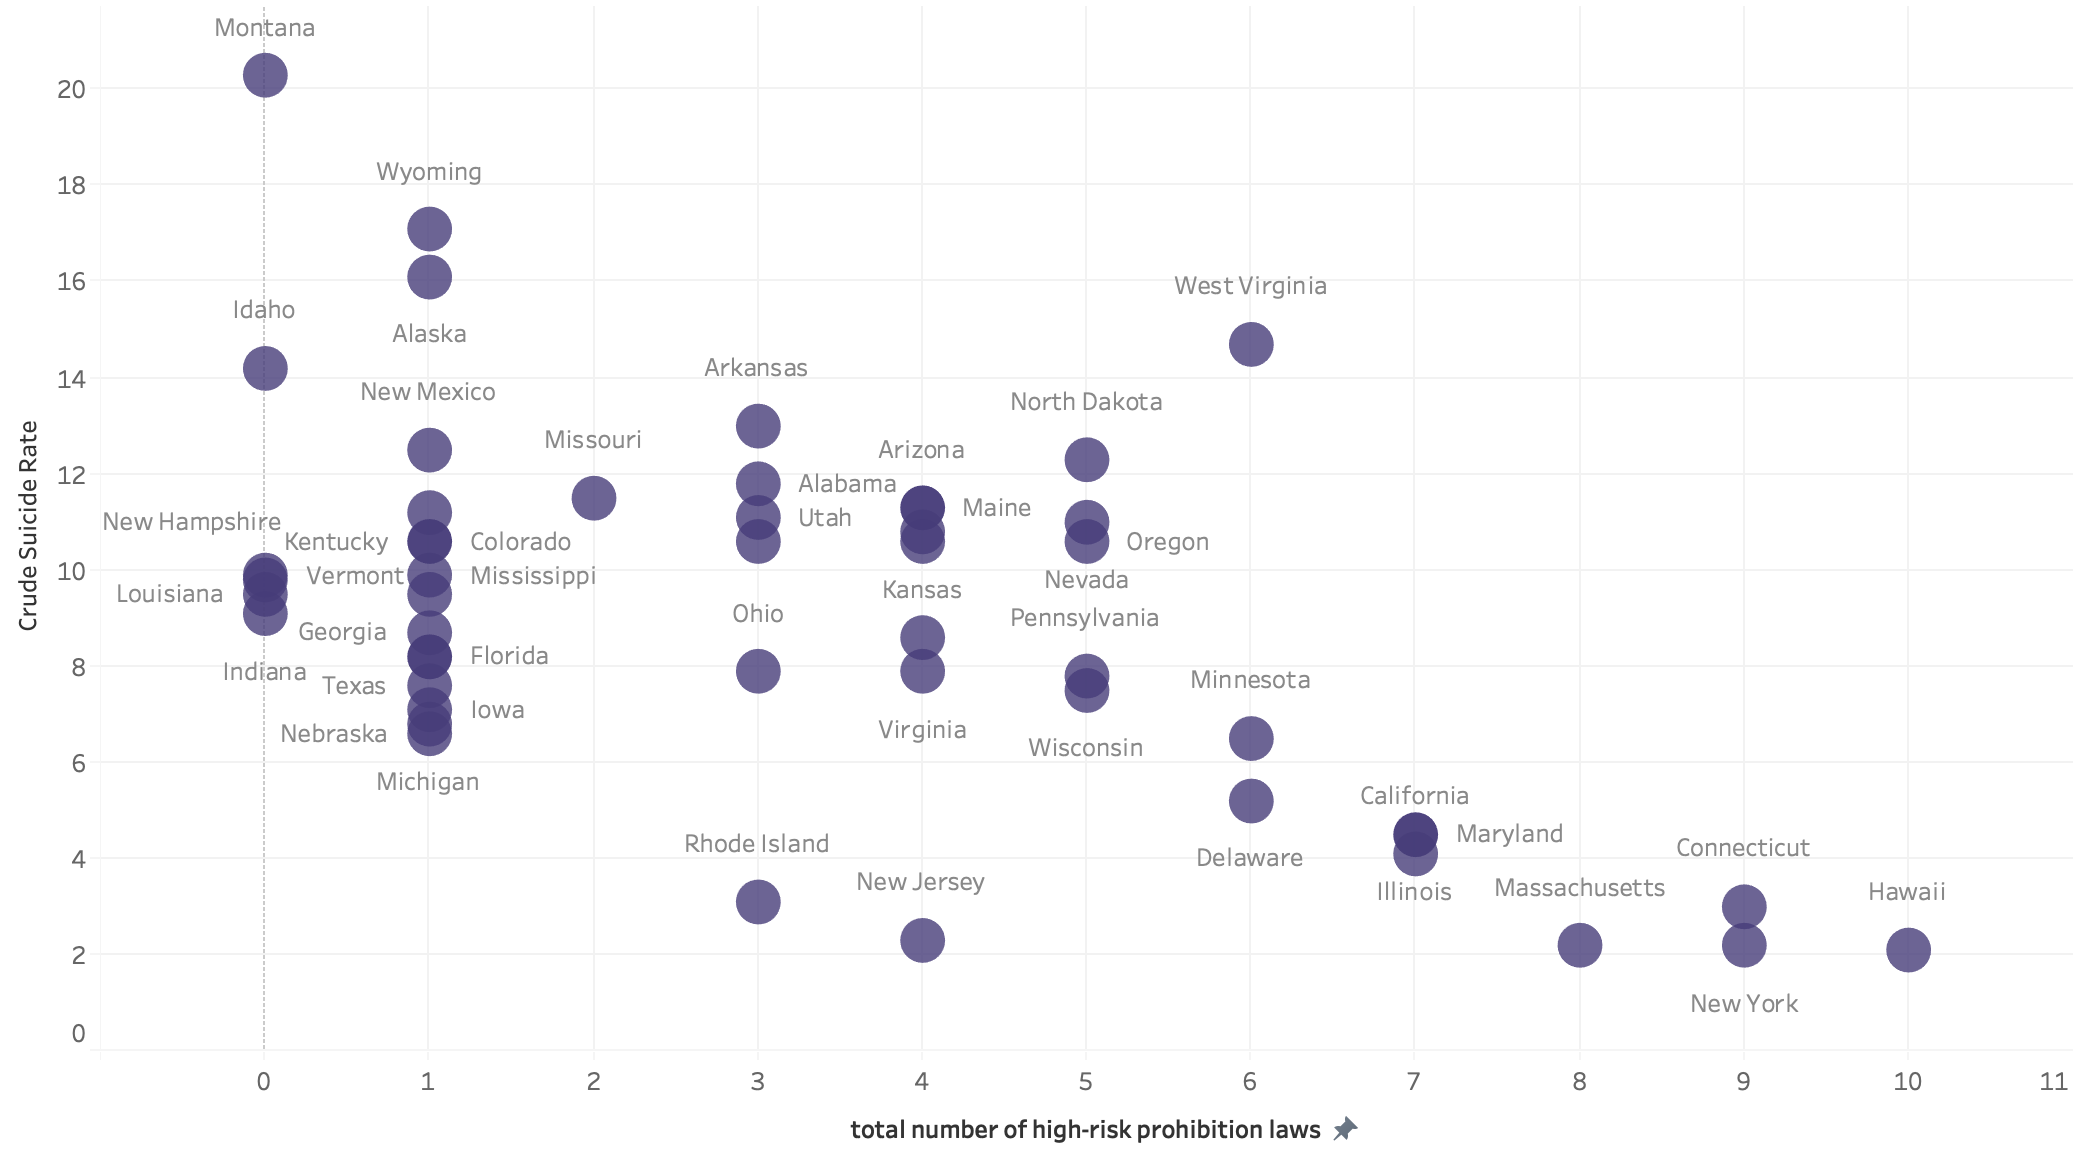 Montana
20
Wyoming
18
16
West Virginia
Idaho
Alaska
Arkansas
14
New Mexico
North Dakota
Missouri
Arizona
12
Alabama
Maine
Utah
New Hampshire
Kentucky
Colorado
Oregon
10
Vermont
Mississippi
Nevada
Kansas
Louisiana
Ohio
Pennsylvania
Georgia
Florida
8
Indiana
Texas
Minnesota
Iowa
Virginia
Nebraska
Wisconsin
6
Michigan
California
Maryland
Rhode Island
Connecticut
4
Delaware
New Jersey
Massachusetts
Illinois
Hawaii
2
New York
0
Crude Suicide Rate
0 1 2 3 4 5 6 7 8 9 10 11
total number of high-risk prohibition laws